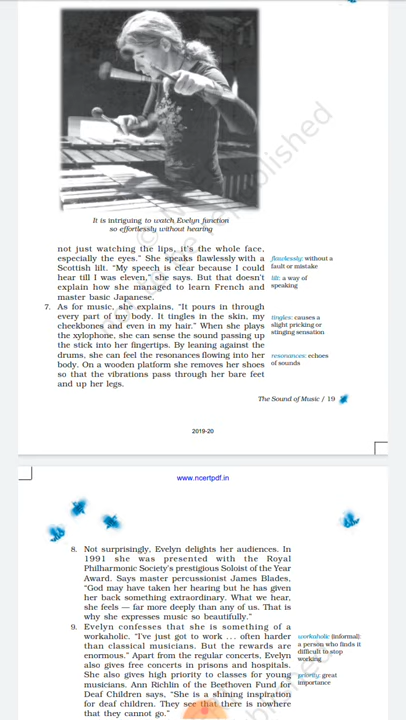 It is intriguing to watch Evelyn function
so effortlessly without hearing
not just watching the lips, it's the whole face,
especially the eyes." She speaks flawlessly with a
Scottish lilt. "My speech is clear because I could
hear till I was eleven," she says. But that doesn't
explain how she managed to learn French and
master basic Japanese.
flawlessly: without a
fault or mistake
lilt: a way of
speaking
7. As for music, she explains, "It pours in through
every part of my body. It tingles in the skin, my
cheekbones and even in my hair." When she plays
the xylophone, she can sense the sound passing up
the stick into her fingertips. By leaning against the
drums, she can feel the resonances flowing into her
body. On a wooden platform she removes her shoes
so that the vibrations pass through her bare feet
and up her legs.
tingles: causes a
slight pricking or
stinging sensation
resonances: echoes
of sounds
The Sound of Music / 19
2019-20
www.ncertpdf.in
8. Not surprisingly, Evelyn delights her audiences. In
1991 she was presented with the Royal
Philharmonic Society's prestigious Soloist of the Year
Award. Says master percussionist James Blades,
"God may have taken her hearing but he has given
her back something extraordinary. What we hear,
she feels — far more deeply than any of us. That is
why she expresses music so beautifully."
9. Evelyn confesses that she is something of a
workaholic. "I've just got to work . . . often harder
than classical musicians. But the rewards are
enormous." Apart from the regular concerts, Evelyn
also gives free concerts in prisons and hospitals.
She also gives high priority to classes for young
musicians. Ann Richlin of the Beethoven Fund for
Deaf Children says, "She is a shining inspiration
for deaf children. They see that there is nowhere
that they cannot go."
workaholic (informal):
a person who finds it
difficult to stop
working
priority: great
importance